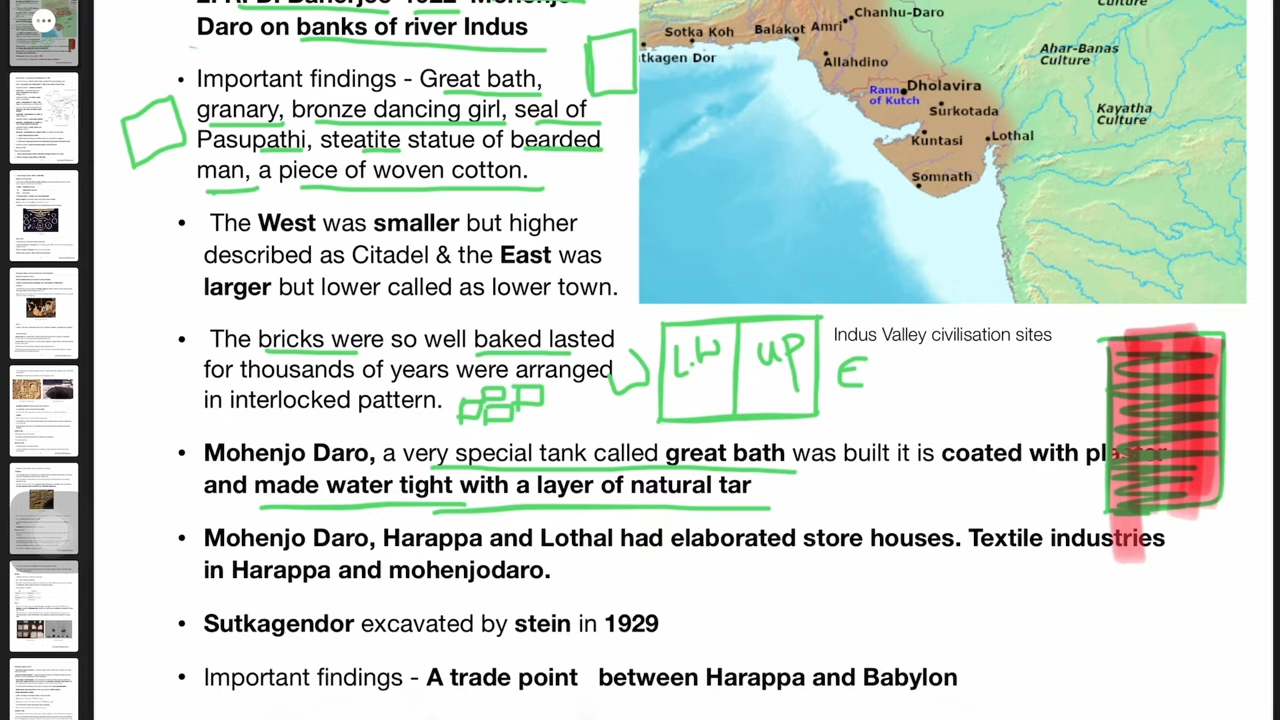 Daro on banks of river Indus
• Important findings - Great bath,
granary, bronze dancing girl, seal of
pasupathi, steatite statue of bearded
man, a piece of woven cotton.
• The West was smaller but higher
described as Citadel & the East was
larger but lower called as lower town.
• The bricks were so well baked lasted
for thousands of years were arranged
in interlocked pattern.
• Mohenjo Daro, a very special tank called great bath was built it is coated with plaster
and made water tight with a layer of natural tar.
• Mohenjo Daro, Harappa and Lothal had elaborated store houses. Textile industries
in Harappa and mohenjodaro.
• Sutkagendor excavated by stein in 1929
• Important findings - A trade point between Harappa and Babylon
Culture
Chanhu-Daro
Sotka Koh
Balakot
Amri
Ahar-Banas
Culture
tkagen Dor
Allahdino
Rann
of Kutch
Dholavira
Surkotada
Kayatha
Culture
Lothal
Kuntasi
Somnath
Indus valley civilisation sites
UP
E